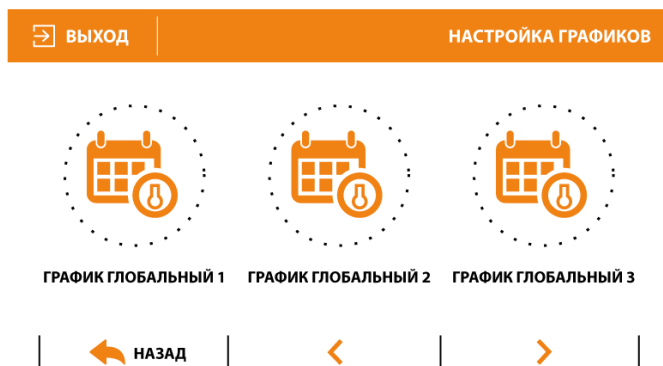 ВЫХОД
НАСТРОЙКА ГРАФИКОВ
ГРАФИК ГЛОБАЛЬНЫЙ 1
ГРАФИК ГЛОБАЛЬНЫЙ 2
ГРАФИК ГЛОБАЛЬНЫЙ 3
НАЗАД